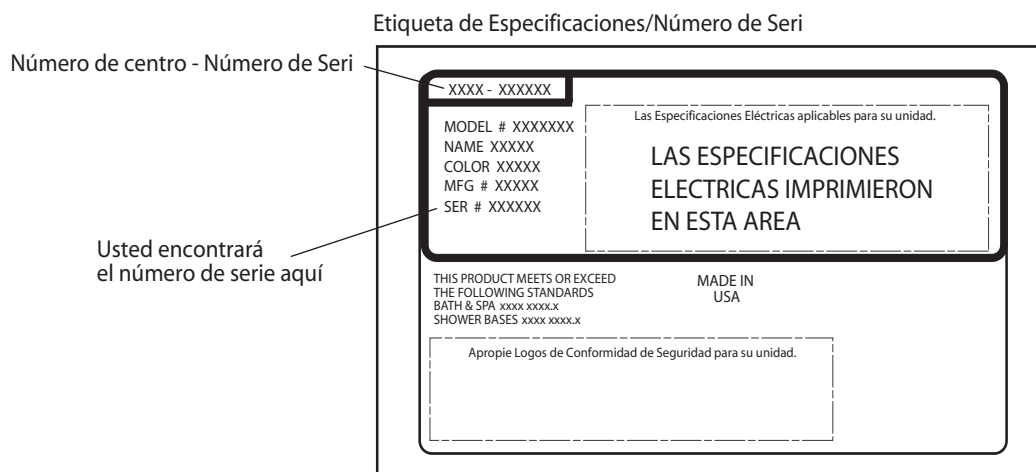 Etiqueta de Especificaciones/Número de Seri
Número de centro - Número de Seri
XXXX - XXXXXX
MODEL # XXXXXXX
NAME XXXXX
COLOR XXXXX
MFG # XXXXX
SER # XXXXXX
Las Especificaciones Eléctricas aplicables para su unidad.
LAS ESPECIFICACIONES
ELECTRICAS IMPRIMIERON
EN ESTA AREA
Usted encontrará
el número de serie aquí
THIS PRODUCT MEETS OR EXCEED
THE FOLLOWING STANDARDS
BATH & SPA xxxx xxxx.x
SHOWER BASES xxxx xxxx.x
MADE IN
USA
Apropie Logos de Conformidad de Seguridad para su unidad.